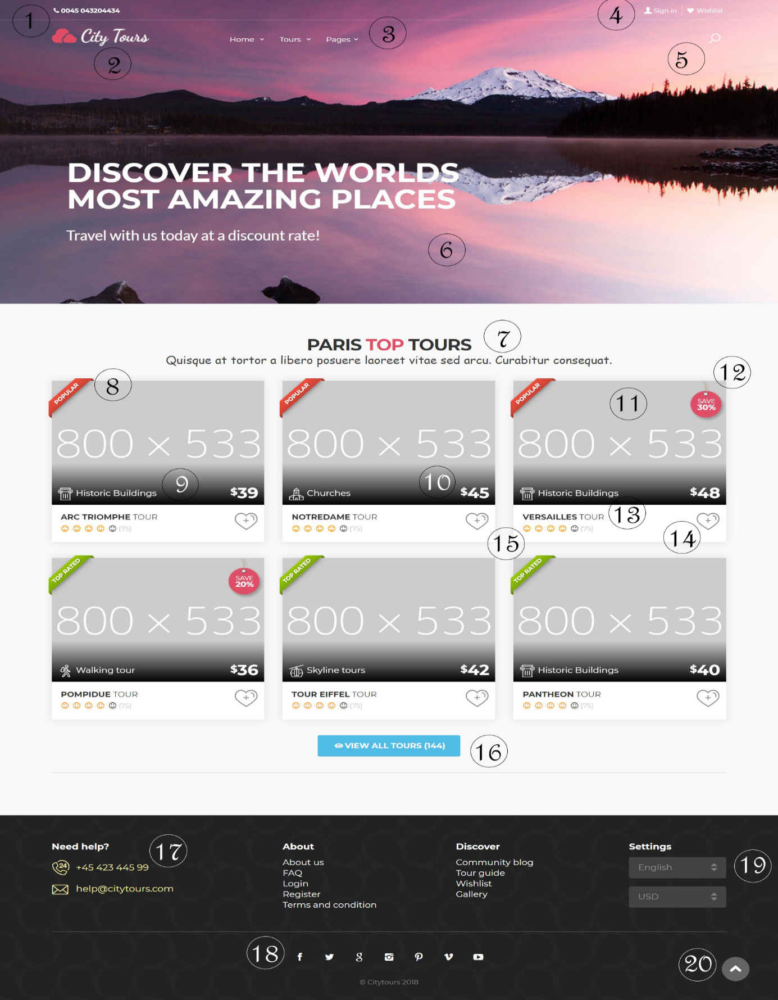 1
0045 043204434
4
Sign in
Wishlist
City Tours
Home
Tours
Pages
3
2
5
DISCOVER THE WORLDS
MOST AMAZING PLACES
Travel with us today at a discount rate!
6
PARIS TOP TOURS
7
Quisque at tortor a libero posuere laoreet vitae sed arcu. Curabitur consequat.
12
POPULAR
8
800 × 533
9
Historic Buildings
$39
ARC TRIOMPHE TOUR
(75)
POPULAR
800 × 533
10
Churches
$45
NOTREDAME TOUR
(75)
15
POPULAR
11
SAVE
30%
800 × 533
Historic Buildings
$48
VERSAILLES TOUR
13
(75)
14
TOP RATED
SAVE
20%
800 × 533
Walking tour
$36
POMPIDUE TOUR
(75)
TOP RATED
800 × 533
Skyline tours
$42
TOUR EIFFEL TOUR
(75)
TOP RATED
800 × 533
Historic Buildings
$40
PANTHEON TOUR
(75)
VIEW ALL TOURS (144)
16
Need help?
17
24
+45 423 445 99
help@citytours.com
About
About us
FAQ
Login
Register
Terms and condition
Discover
Community blog
Tour guide
Wishlist
Gallery
Settings
English
19
USD
18
20
© Citytours 2018